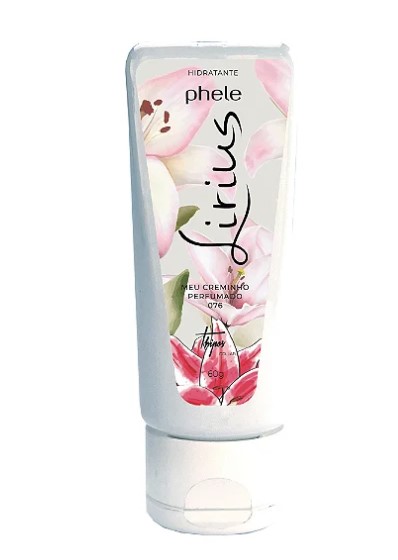 HIDRATANTE
phele
Lirius
MEU CREMINHO
PERFUMADO
076
60g